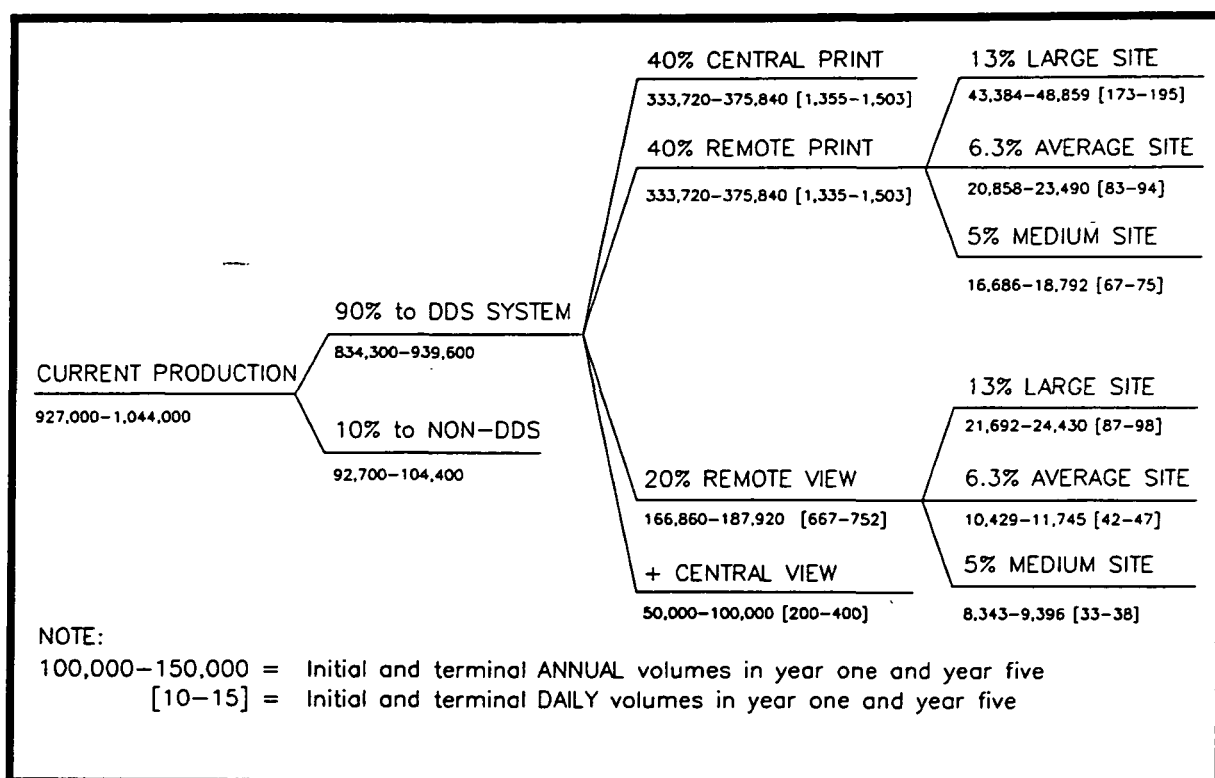 40% CENTRAL PRINT
333,720-375,840 [1,355-1,503]
40% REMOTE PRINT
333,720-375,840 [1,335-1,503]
13% LARGE SITE
43,384-48,859 [173-195]
6.3% AVERAGE SITE
20,858-23,490 [83-94]
5% MEDIUM SITE
16,686-18,792 [67-75]
90% to DDS SYSTEM
834,300-939,600
CURRENT PRODUCTION
927,000-1,044,000
10% to NON-DDS
92,700-104,400
20% REMOTE VIEW
166,860-187,920 [667-752]
+ CENTRAL VIEW
50,000-100,000 [200-400]
13% LARGE SITE
21,692-24,430 [87-98]
6.3% AVERAGE SITE
10,429-11,745 [42-47]
5% MEDIUM SITE
8,343-9,396 [33-38]
NOTE:
100,000-150,000 = Initial and terminal ANNUAL volumes in year one and year five
[10-15] = Initial and terminal DAILY volumes in year one and year five